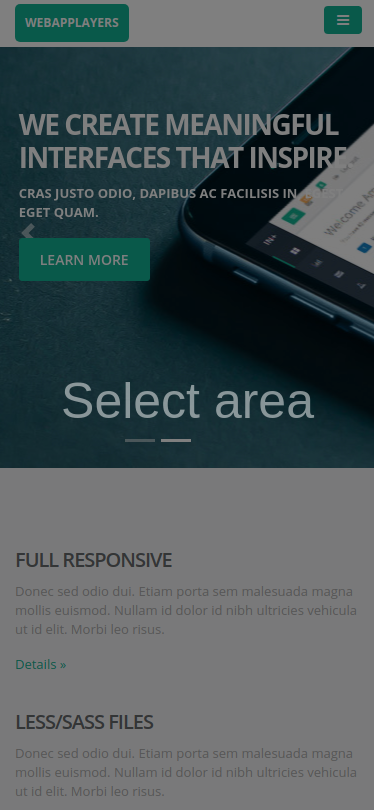 WEBAPPLAYERS
WE CREATE MEANINGFUL
INTERFACES THAT INSPIRE.
CRAS JUSTO ODIO, DAPIBUS AC FACILISIS IN, EGEST
EGET QUAM.
LEARN MORE
Welcome A
IN+
Select area
FULL RESPONSIVE
Donec sed odio dui. Etiam porta sem malesuada magna
mollis euismod. Nullam id dolor id nibh ultricies vehicula
ut id elit. Morbi leo risus.
Details »
LESS/SASS FILES
Donec sed odio dui. Etiam porta sem malesuada magna
mollis euismod. Nullam id dolor id nibh ultricies vehicula
ut id elit. Morbi leo risus.